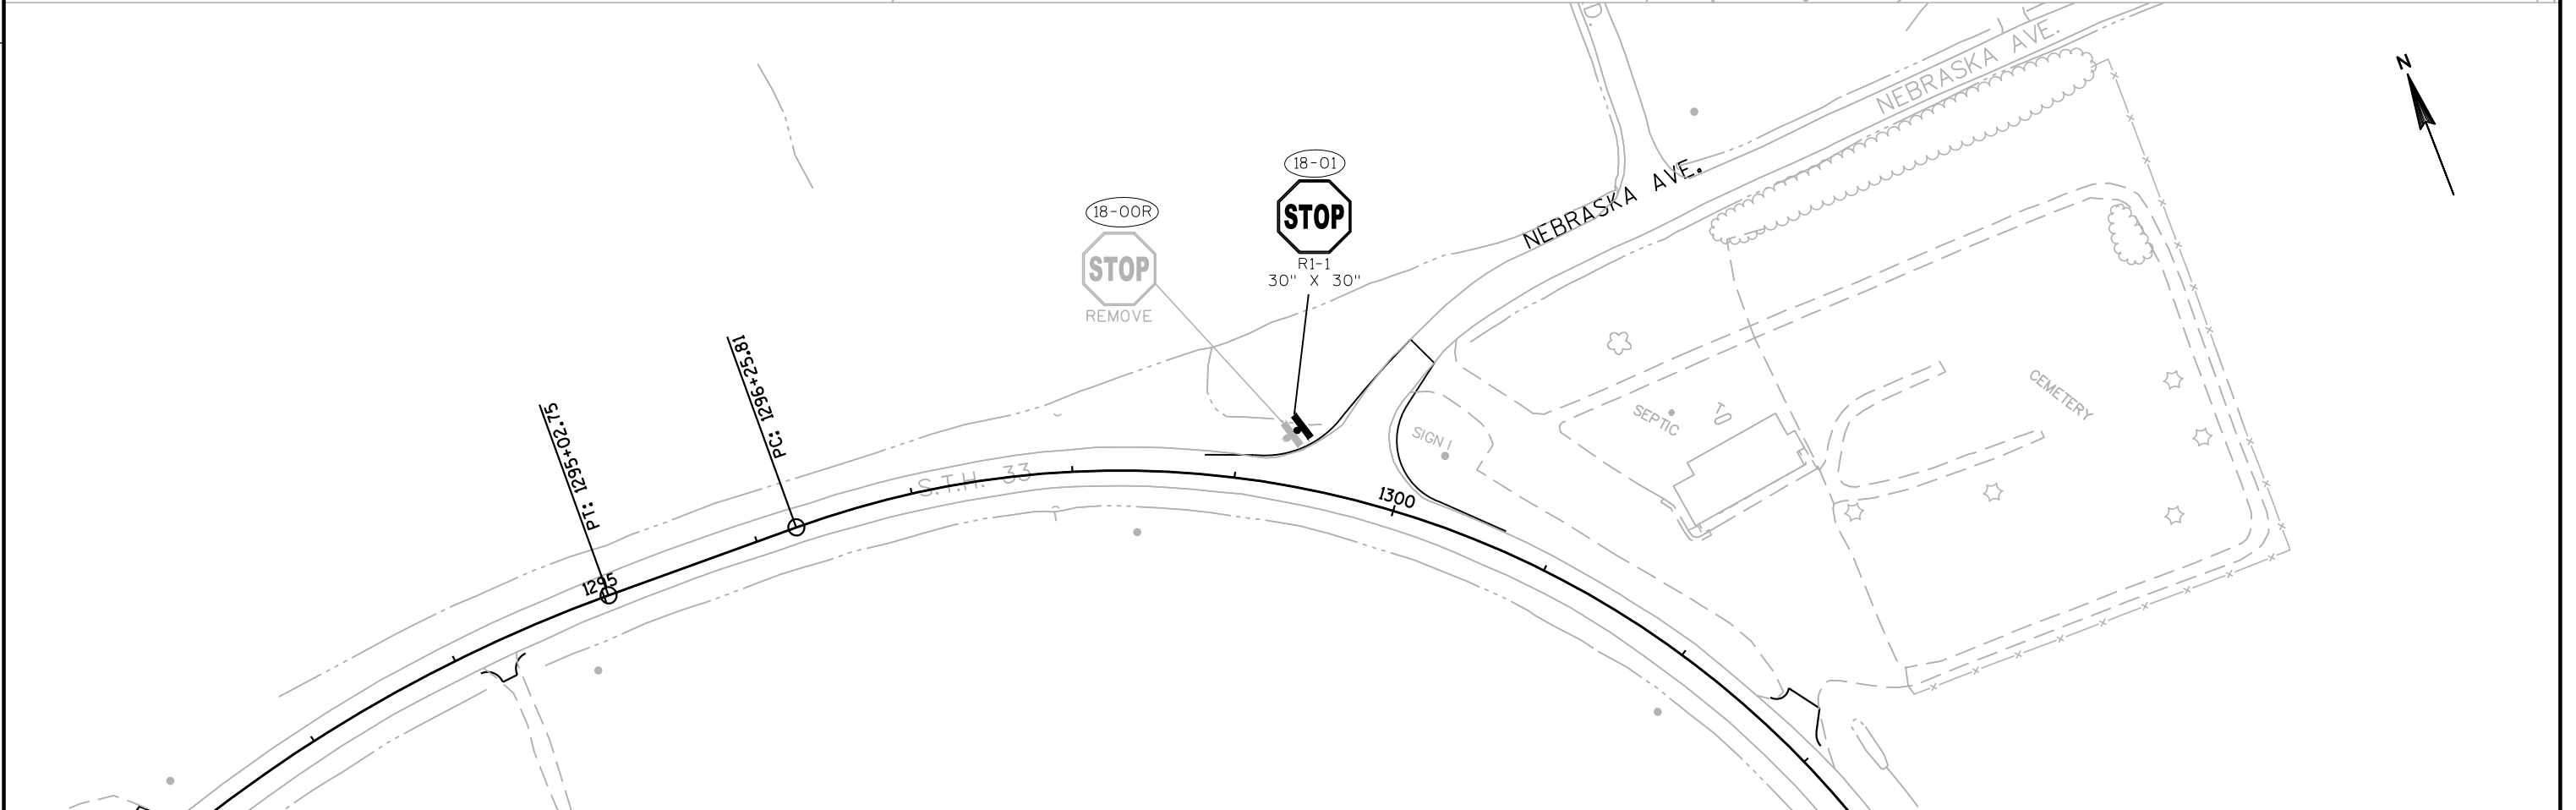 N
D.
NEBRASKA AVE.
NEBRASKA AVE.
18-01
STOP
R1-1
30" X 30"
18-00R
STOP
REMOVE
PC: 1296+25.81
PT: 1295+02.75
1295
S.T.H. 33
1300
SIGN
SEPTIC
CEMETERY